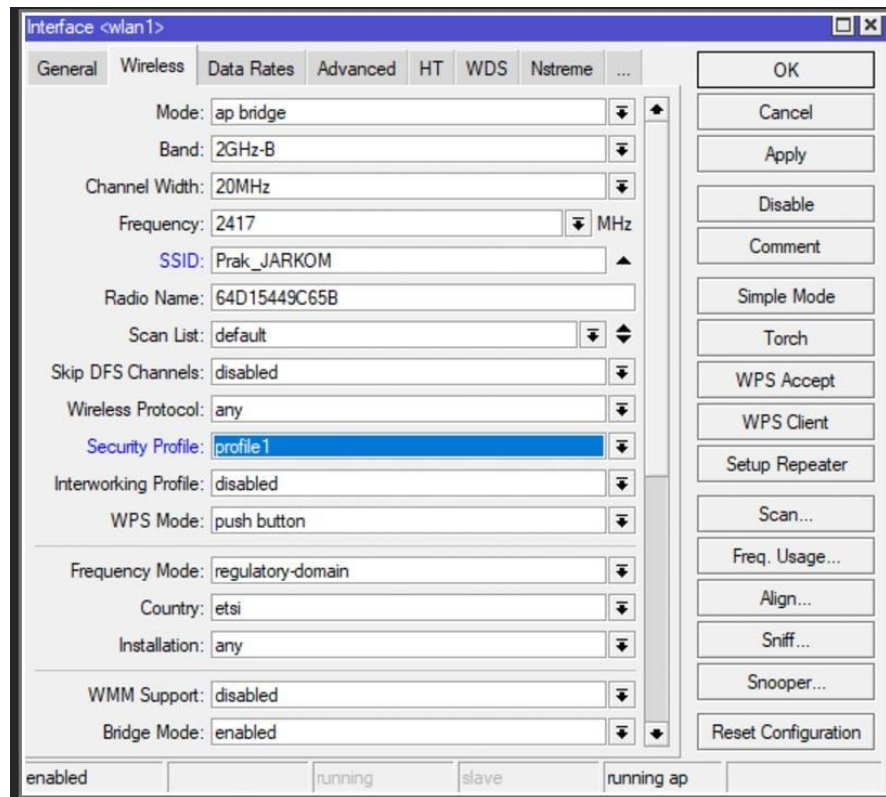 Interface <wlan1>
General Wireless Data Rates Advanced HT WDS Nstreme ...
Mode: ap bridge
Band: 2GHz-B
Channel Width: 20MHz
Frequency: 2417 MHz
SSID: Prak_JARKOM
Radio Name: 64D15449C65B
Scan List: default
Skip DFS Channels: disabled
Wireless Protocol: any
Security Profile: profile1
Interworking Profile: disabled
WPS Mode: push button
Frequency Mode: regulatory-domain
Country: etsi
Installation: any
WMM Support: disabled
Bridge Mode: enabled
OK
Cancel
Apply
Disable
Comment
Simple Mode
Torch
WPS Accept
WPS Client
Setup Repeater
Scan...
Freq. Usage...
Align...
Sniff...
Snooper...
Reset Configuration
enabled running slave running ap